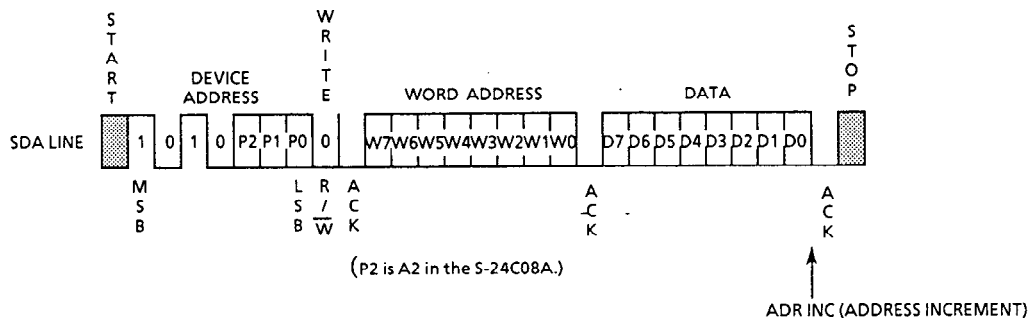 START
WRITE
STOP
DEVICE ADDRESS
WORD ADDRESS
DATA
SDA LINE
1 0 1 0 P2 P1 P0 0 W7 W6 W5 W4 W3 W2 W1 W0 D7 D6 D5 D4 D3 D2 D1 D0
MSB
LSB
R/W̅
ACK
ACK
ACK
(P2 is A2 in the S-24C08A.)
ADR INC (ADDRESS INCREMENT)